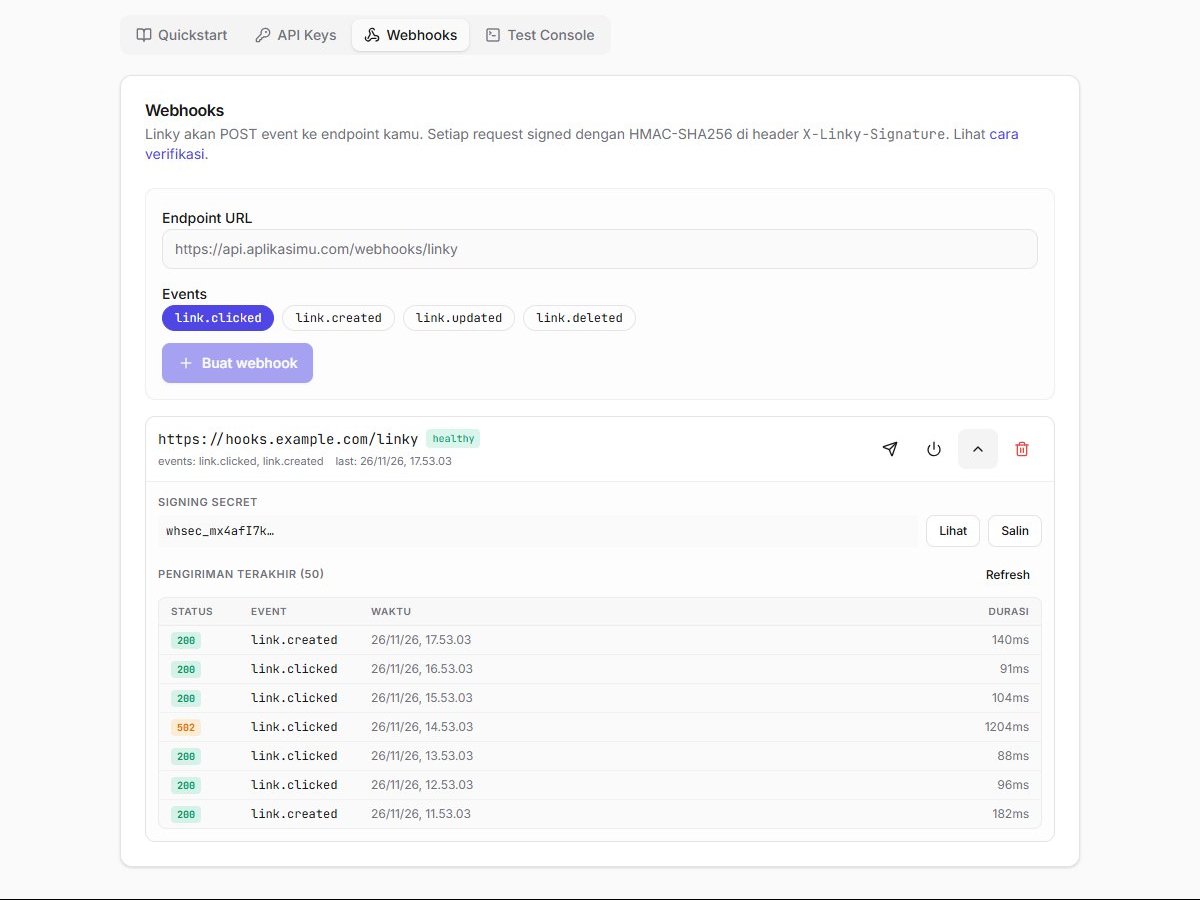 Quickstart API Keys Webhooks Test Console
Webhooks
Linky akan POST event ke endpoint kamu. Setiap request signed dengan HMAC-SHA256 di header X-Linky-Signature. Lihat cara
verifikasi.
Endpoint URL
https://api.aplikasimu.com/webhooks/linky
Events
link.clicked link.created link.updated link.deleted
+ Buat webhook
https://hooks.example.com/linky healthy
events: link.clicked, link.created last: 26/11/26, 17.53.03
SIGNING SECRET
whsec_mx4afI7k… Lihat Salin
PENGIRIMAN TERAKHIR (50) Refresh
STATUS EVENT WAKTU DURASI
200 link.created 26/11/26, 17.53.03 140ms
200 link.clicked 26/11/26, 16.53.03 91ms
200 link.clicked 26/11/26, 15.53.03 104ms
502 link.clicked 26/11/26, 14.53.03 1204ms
200 link.clicked 26/11/26, 13.53.03 88ms
200 link.clicked 26/11/26, 12.53.03 96ms
200 link.created 26/11/26, 11.53.03 182ms